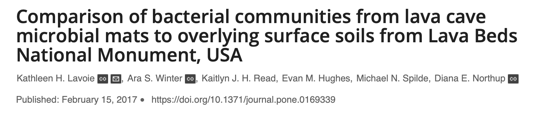 Comparison of bacterial communities from lava cave
microbial mats to overlying surface soils from Lava Beds
National Monument, USA
Kathleen H. Lavoie, Ara S. Winter, Kaitlyn J. H. Read, Evan M. Hughes, Michael N. Spilde, Diana E. Northup
Published: February 15, 2017 • https://doi.org/10.1371/journal.pone.0169339